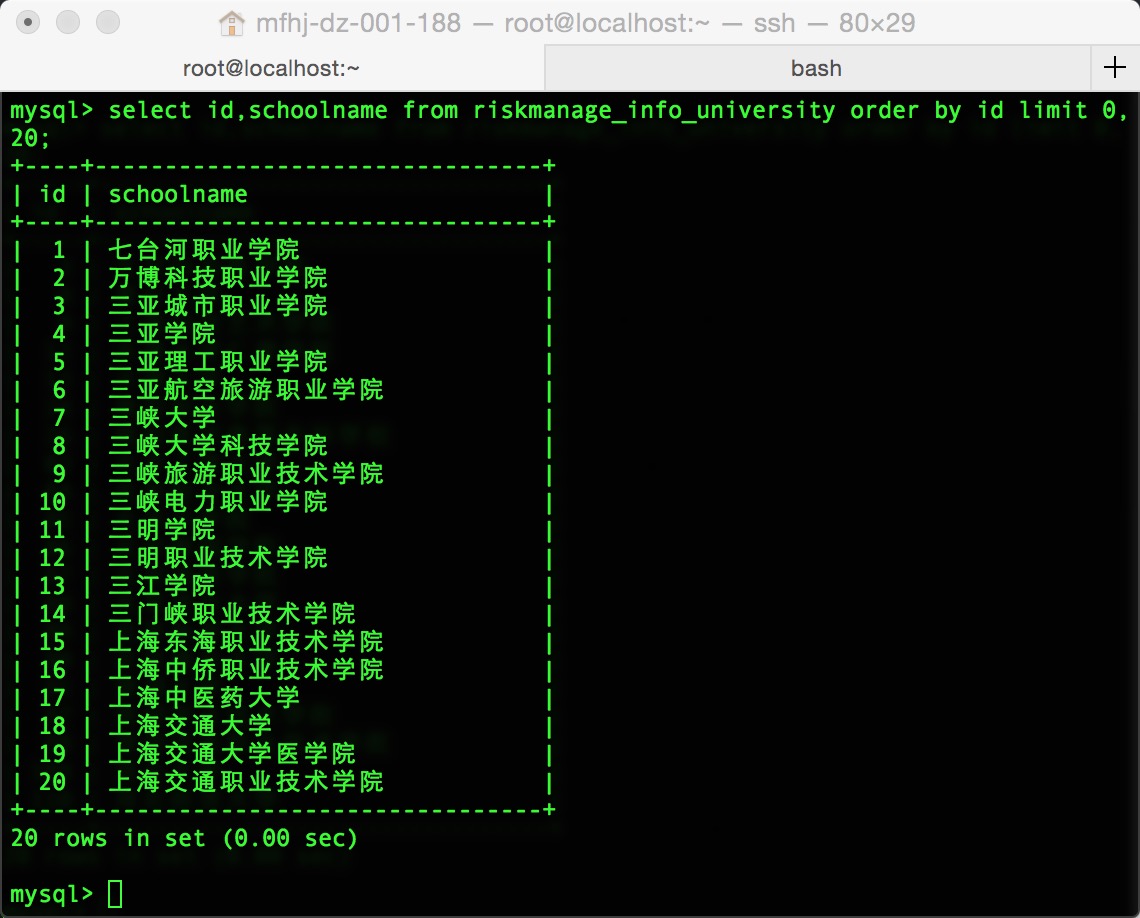 mfhj-dz-001-188 — root@localhost:~ — ssh — 80×29
root@localhost:~ bash +
mysql> select id,schoolname from riskmanage_info_university order by id limit 0,
20;
+----+--------------------------------+
| id | schoolname                     |
+----+--------------------------------+
|  1 | 七台河职业学院 |
|  2 | 万博科技职业学院 |
|  3 | 三亚城市职业学院 |
|  4 | 三亚学院 |
|  5 | 三亚理工职业学院 |
|  6 | 三亚航空旅游职业学院 |
|  7 | 三峡大学 |
|  8 | 三峡大学科技学院 |
|  9 | 三峡旅游职业技术学院 |
| 10 | 三峡电力职业学院 |
| 11 | 三明学院 |
| 12 | 三明职业技术学院 |
| 13 | 三江学院 |
| 14 | 三门峡职业技术学院 |
| 15 | 上海东海职业技术学院 |
| 16 | 上海中侨职业技术学院 |
| 17 | 上海中医药大学 |
| 18 | 上海交通大学 |
| 19 | 上海交通大学医学院 |
| 20 | 上海交通职业技术学院 |
+----+--------------------------------+
20 rows in set (0.00 sec)
mysql>